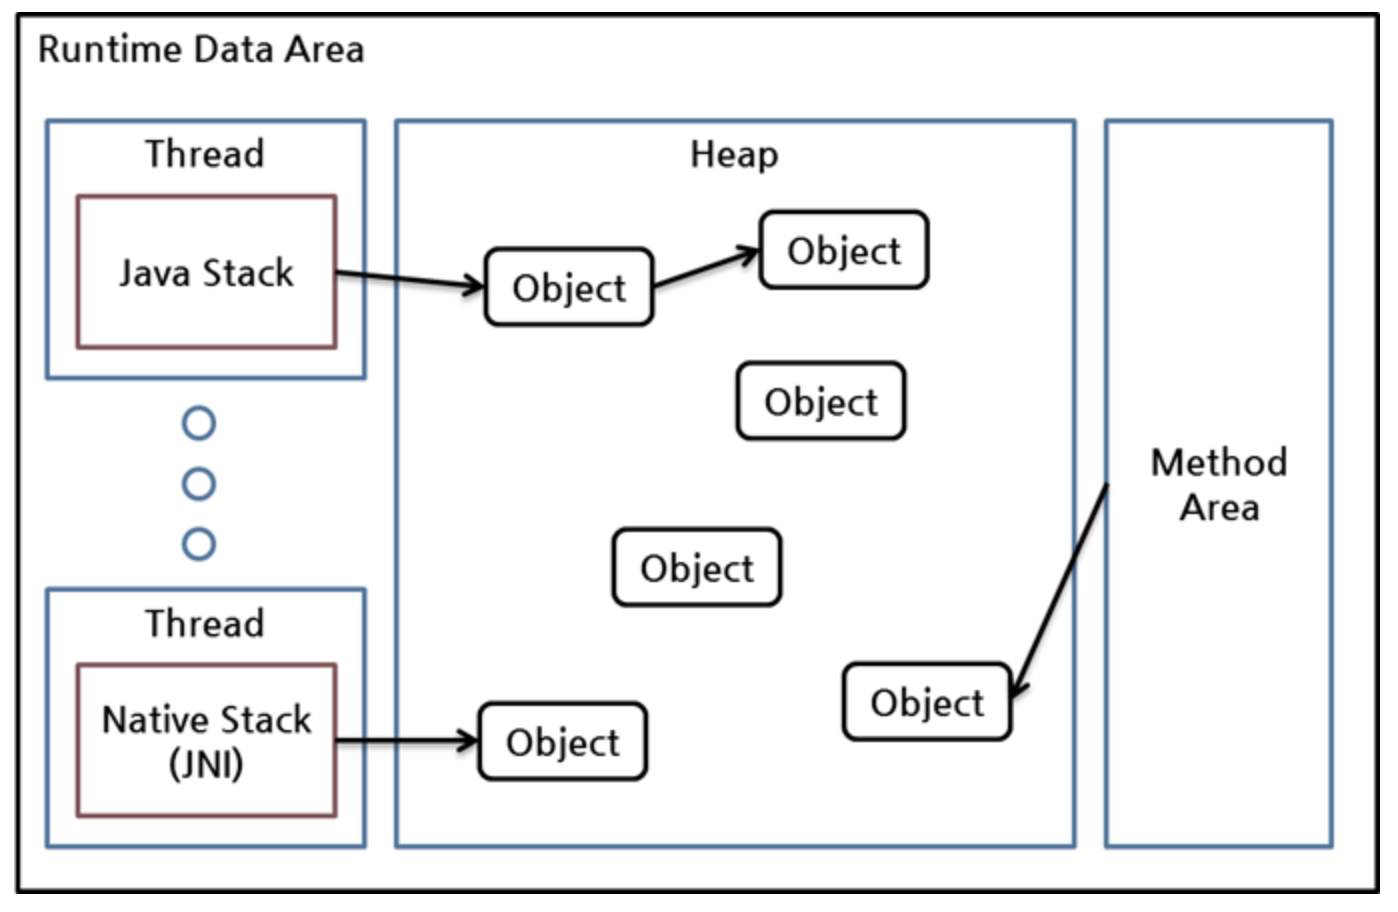 Runtime Data Area
Thread
Java Stack
Heap
Object
Object
Object
Object
Object
Object
Method
Area
Thread
Native Stack
(JNI)